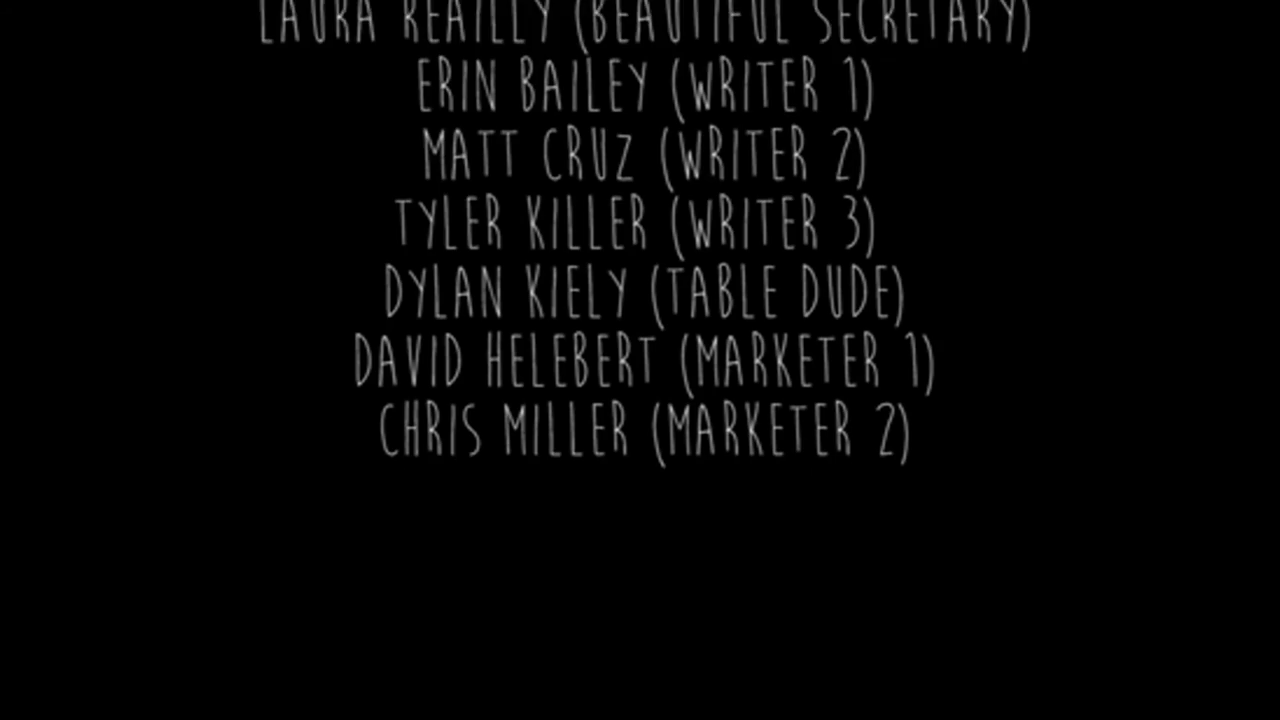 LAURA REAILLY (BEAUTIFUL SECRETARY)
ERIN BAILEY (WRITER 1)
MATT CRUZ (WRITER 2)
TYLER KILLER (WRITER 3)
DYLAN KIELY (TABLE DUDE)
DAVID HELEBERT (MARKETER 1)
CHRIS MILLER (MARKETER 2)